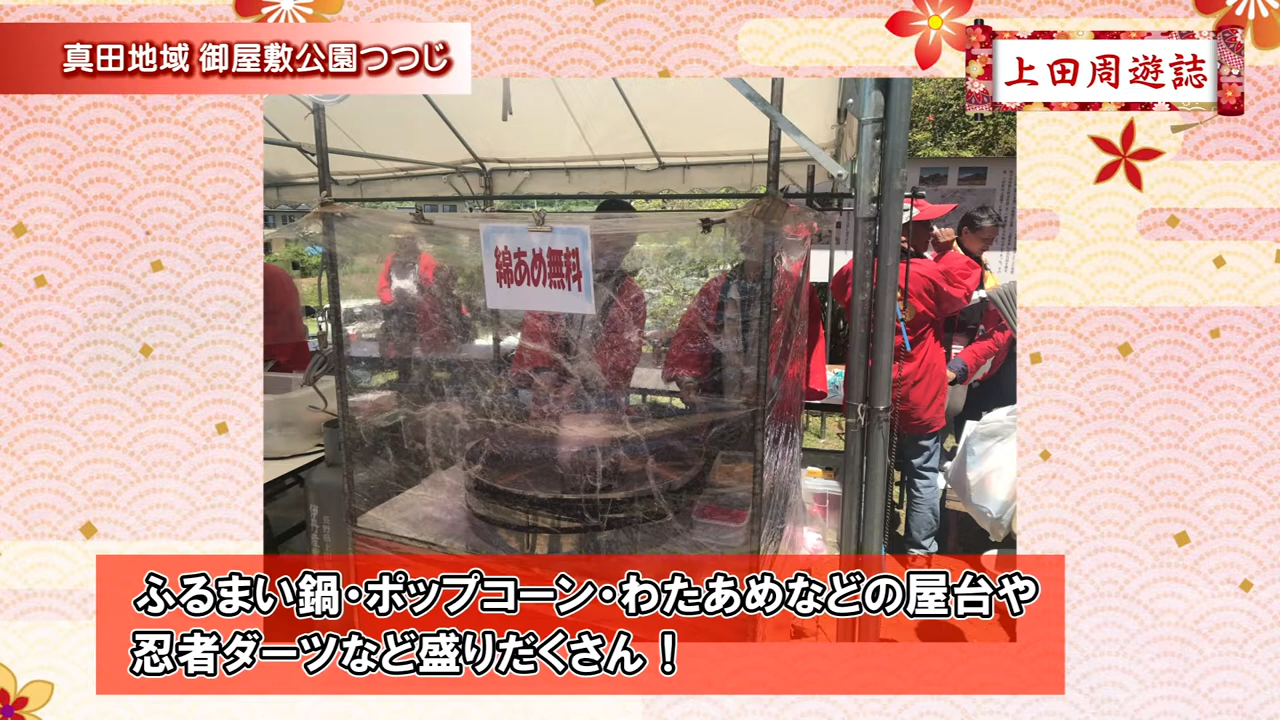 真田地域 御屋敷公園つつじ
上田周遊誌
綿あめ無料
ふるまい鍋・ポップコーン・わたあめなどの屋台や
忍者ダーツなど盛りだくさん！